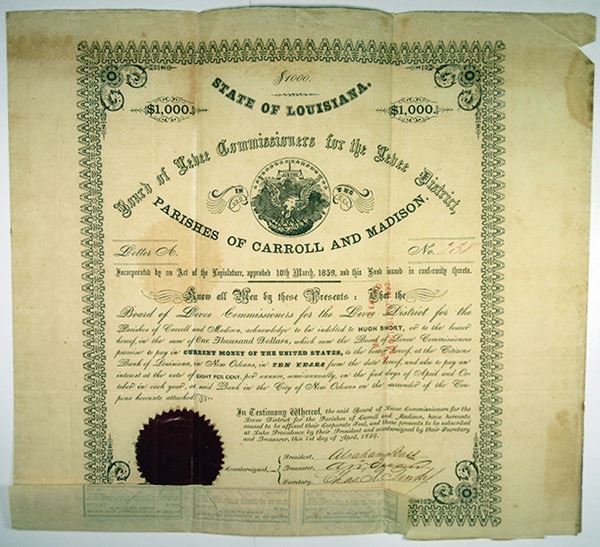 $1000.
STATE OF LOUISIANA.
$1,000. $1,000.
Board of Levee Commissioners for the Levee District,
IN THE
PARISHES OF CARROLL AND MADISON.
Letter A. No.
Incorporated by an Act of the Legislature, approved 10th March, 1859, and this Bond issued in conformity thereto.
Know all Men by these Presents: That the
Board of Levee Commissioners for the Levee District for the
Parishes of Carroll and Madison, acknowledge to be indebted to HUGH SHORT, or to the bearer
hereof, in the sum of One Thousand Dollars, which sum the Board of Levee Commissioners
promise to pay in CURRENT MONEY OF THE UNITED STATES, to the bearer hereof, at the Citizens'
Bank of Louisiana, in New Orleans, in TEN YEARS from the date hereof, and also to pay an
interest at the rate of EIGHT PER CENT. per annum, semi-annually, on the first days of April and Oc-
tober in each year, at said Bank in the City of New Orleans on the surrender of the Cou-
pons hereunto attached
In Testimony Whereof, the said Board of Levee Commissioners for the
Levee District for the Parishes of Carroll and Madison, have hereunto
caused to be affixed their Corporate Seal, and these presents to be subscribed
at Lake Providence by their President and countersigned by their Secretary
and Treasurer, this 1st day of April, 1859.
President,
Countersigned, Treasurer,
Secretary,